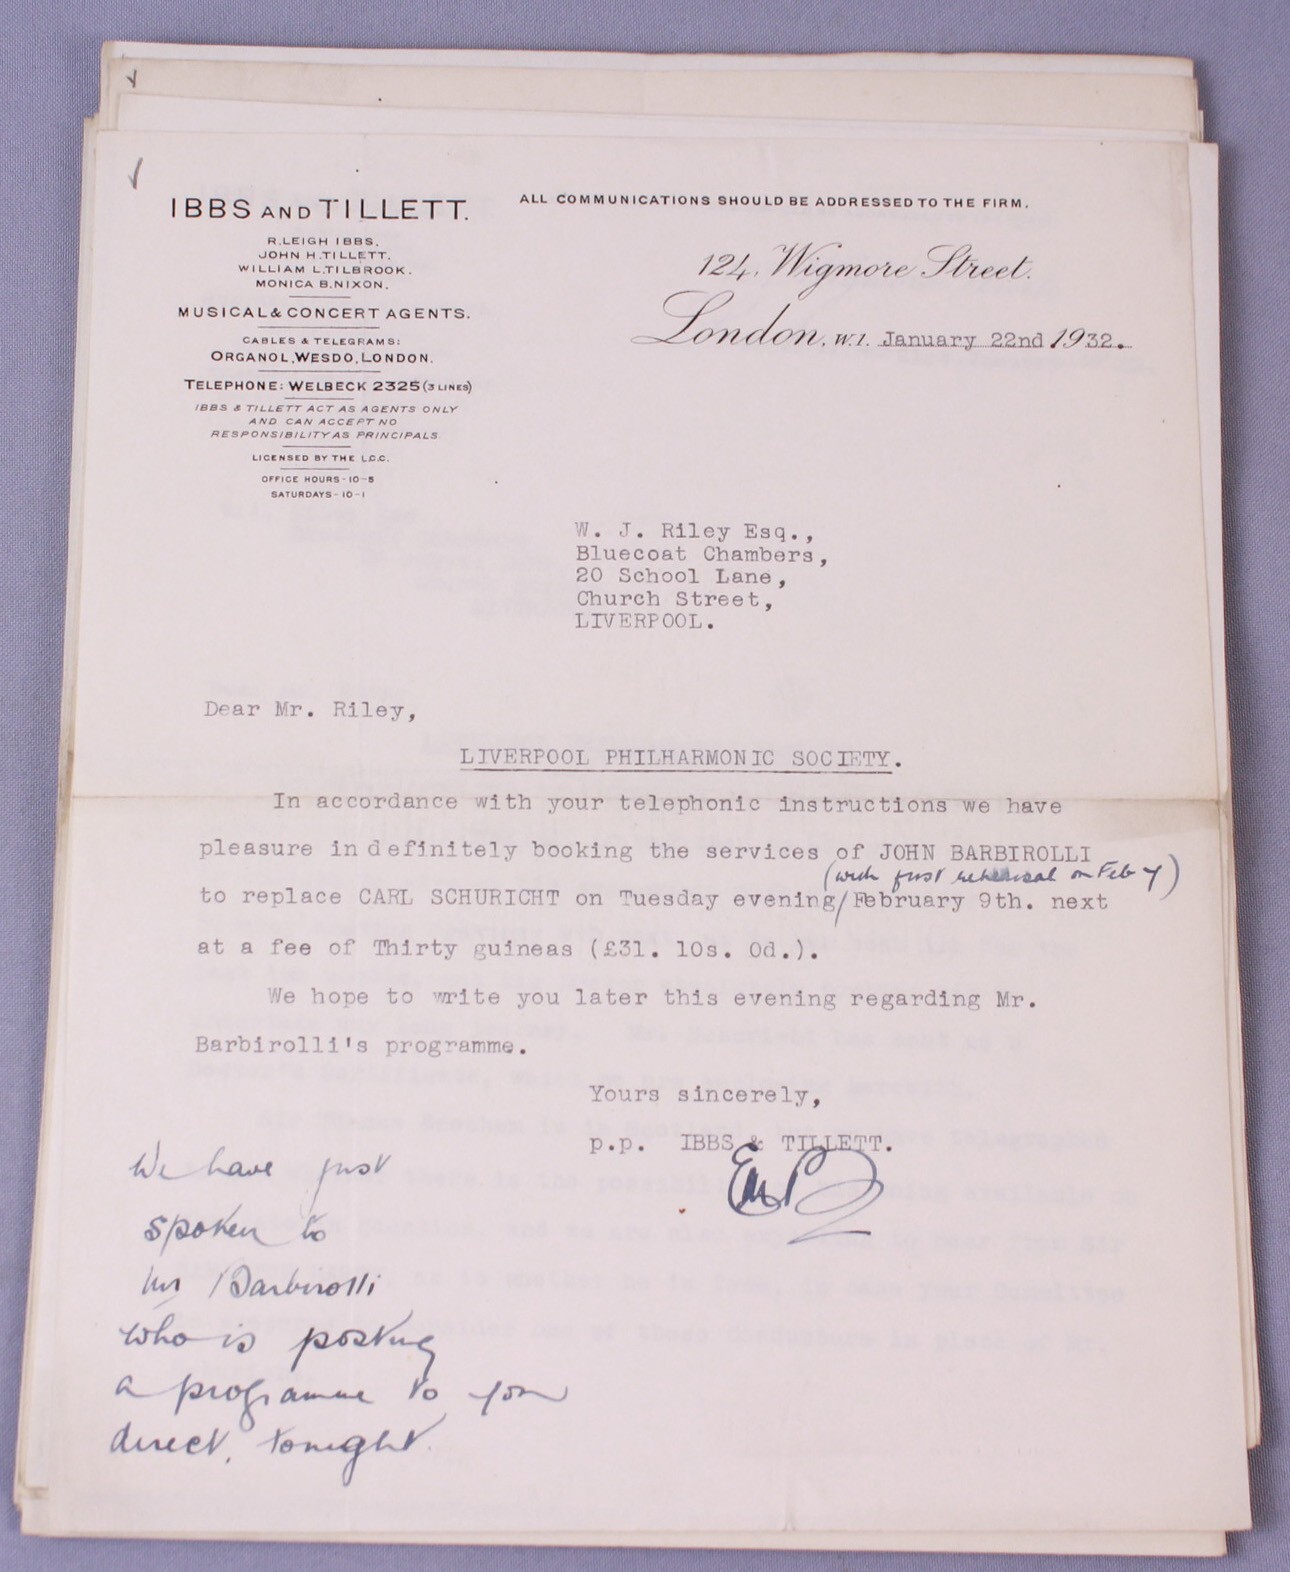 IBBS AND TILLETT.
R.LEIGH IBBS.
JOHN H.TILLETT.
WILLIAM L.TILBROOK.
MONICA B.NIXON.
MUSICAL & CONCERT AGENTS.
CABLES & TELEGRAMS:
ORGANOL, WESDO, LONDON.
TELEPHONE: WELBECK 2325 (3 LINES)
IBBS & TILLETT ACT AS AGENTS ONLY
AND CAN ACCEPT NO
RESPONSIBILITY AS PRINCIPALS
LICENSED BY THE L.C.C.
OFFICE HOURS - 10-5
SATURDAYS - 10-1
ALL COMMUNICATIONS SHOULD BE ADDRESSED TO THE FIRM.
124, Wigmore Street.
London, W.1. January 22nd 1932.
W. J. Riley Esq.,
Bluecoat Chambers,
20 School Lane,
Church Street,
LIVERPOOL.
Dear Mr. Riley,
LIVERPOOL PHILHARMONIC SOCIETY.
In accordance with your telephonic instructions we have
pleasure in definitely booking the services of JOHN BARBIROLLI
(with first rehearsal on Feb 7)
to replace CARL SCHURICHT on Tuesday evening/February 9th. next
at a fee of Thirty guineas (£31. 10s. 0d.).
We hope to write you later this evening regarding Mr.
Barbirolli's programme.
Yours sincerely,
p.p. IBBS & TILLETT.
We have just
spoken to
Mr Barbirolli
who is posting
a programme to you
direct, tonight.